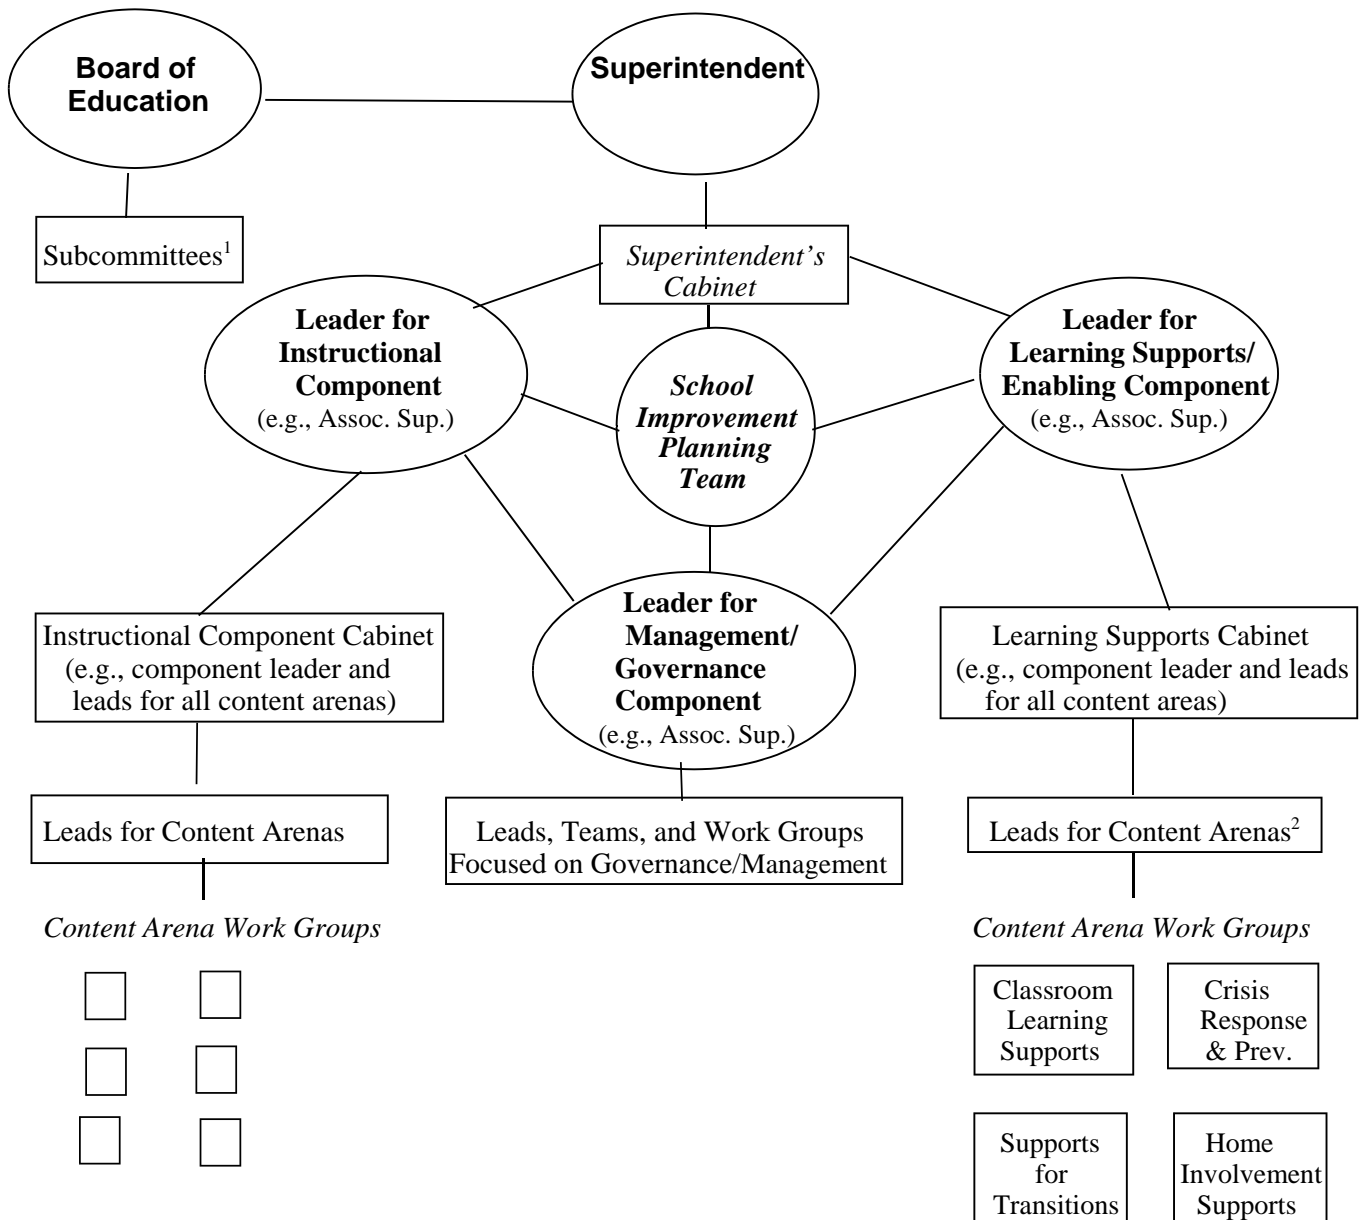 Board of
Education
Superintendent
Subcommittees¹
Superintendent’s
Cabinet
Leader for
Instructional
Component
(e.g., Assoc. Sup.)
School
Improvement
Planning
Team
Leader for
Learning Supports/
Enabling Component
(e.g., Assoc. Sup.)
Leader for
Management/
Governance
Component
(e.g., Assoc. Sup.)
Instructional Component Cabinet
(e.g., component leader and
leads for all content arenas)
Learning Supports Cabinet
(e.g., component leader and leads
for all content areas)
Leads for Content Arenas
Leads, Teams, and Work Groups
Focused on Governance/Management
Leads for Content Arenas²
Content Arena Work Groups
Content Arena Work Groups
Classroom
Learning
Supports
Crisis
Response
& Prev.
Supports
for
Transitions
Home
Involvement
Supports